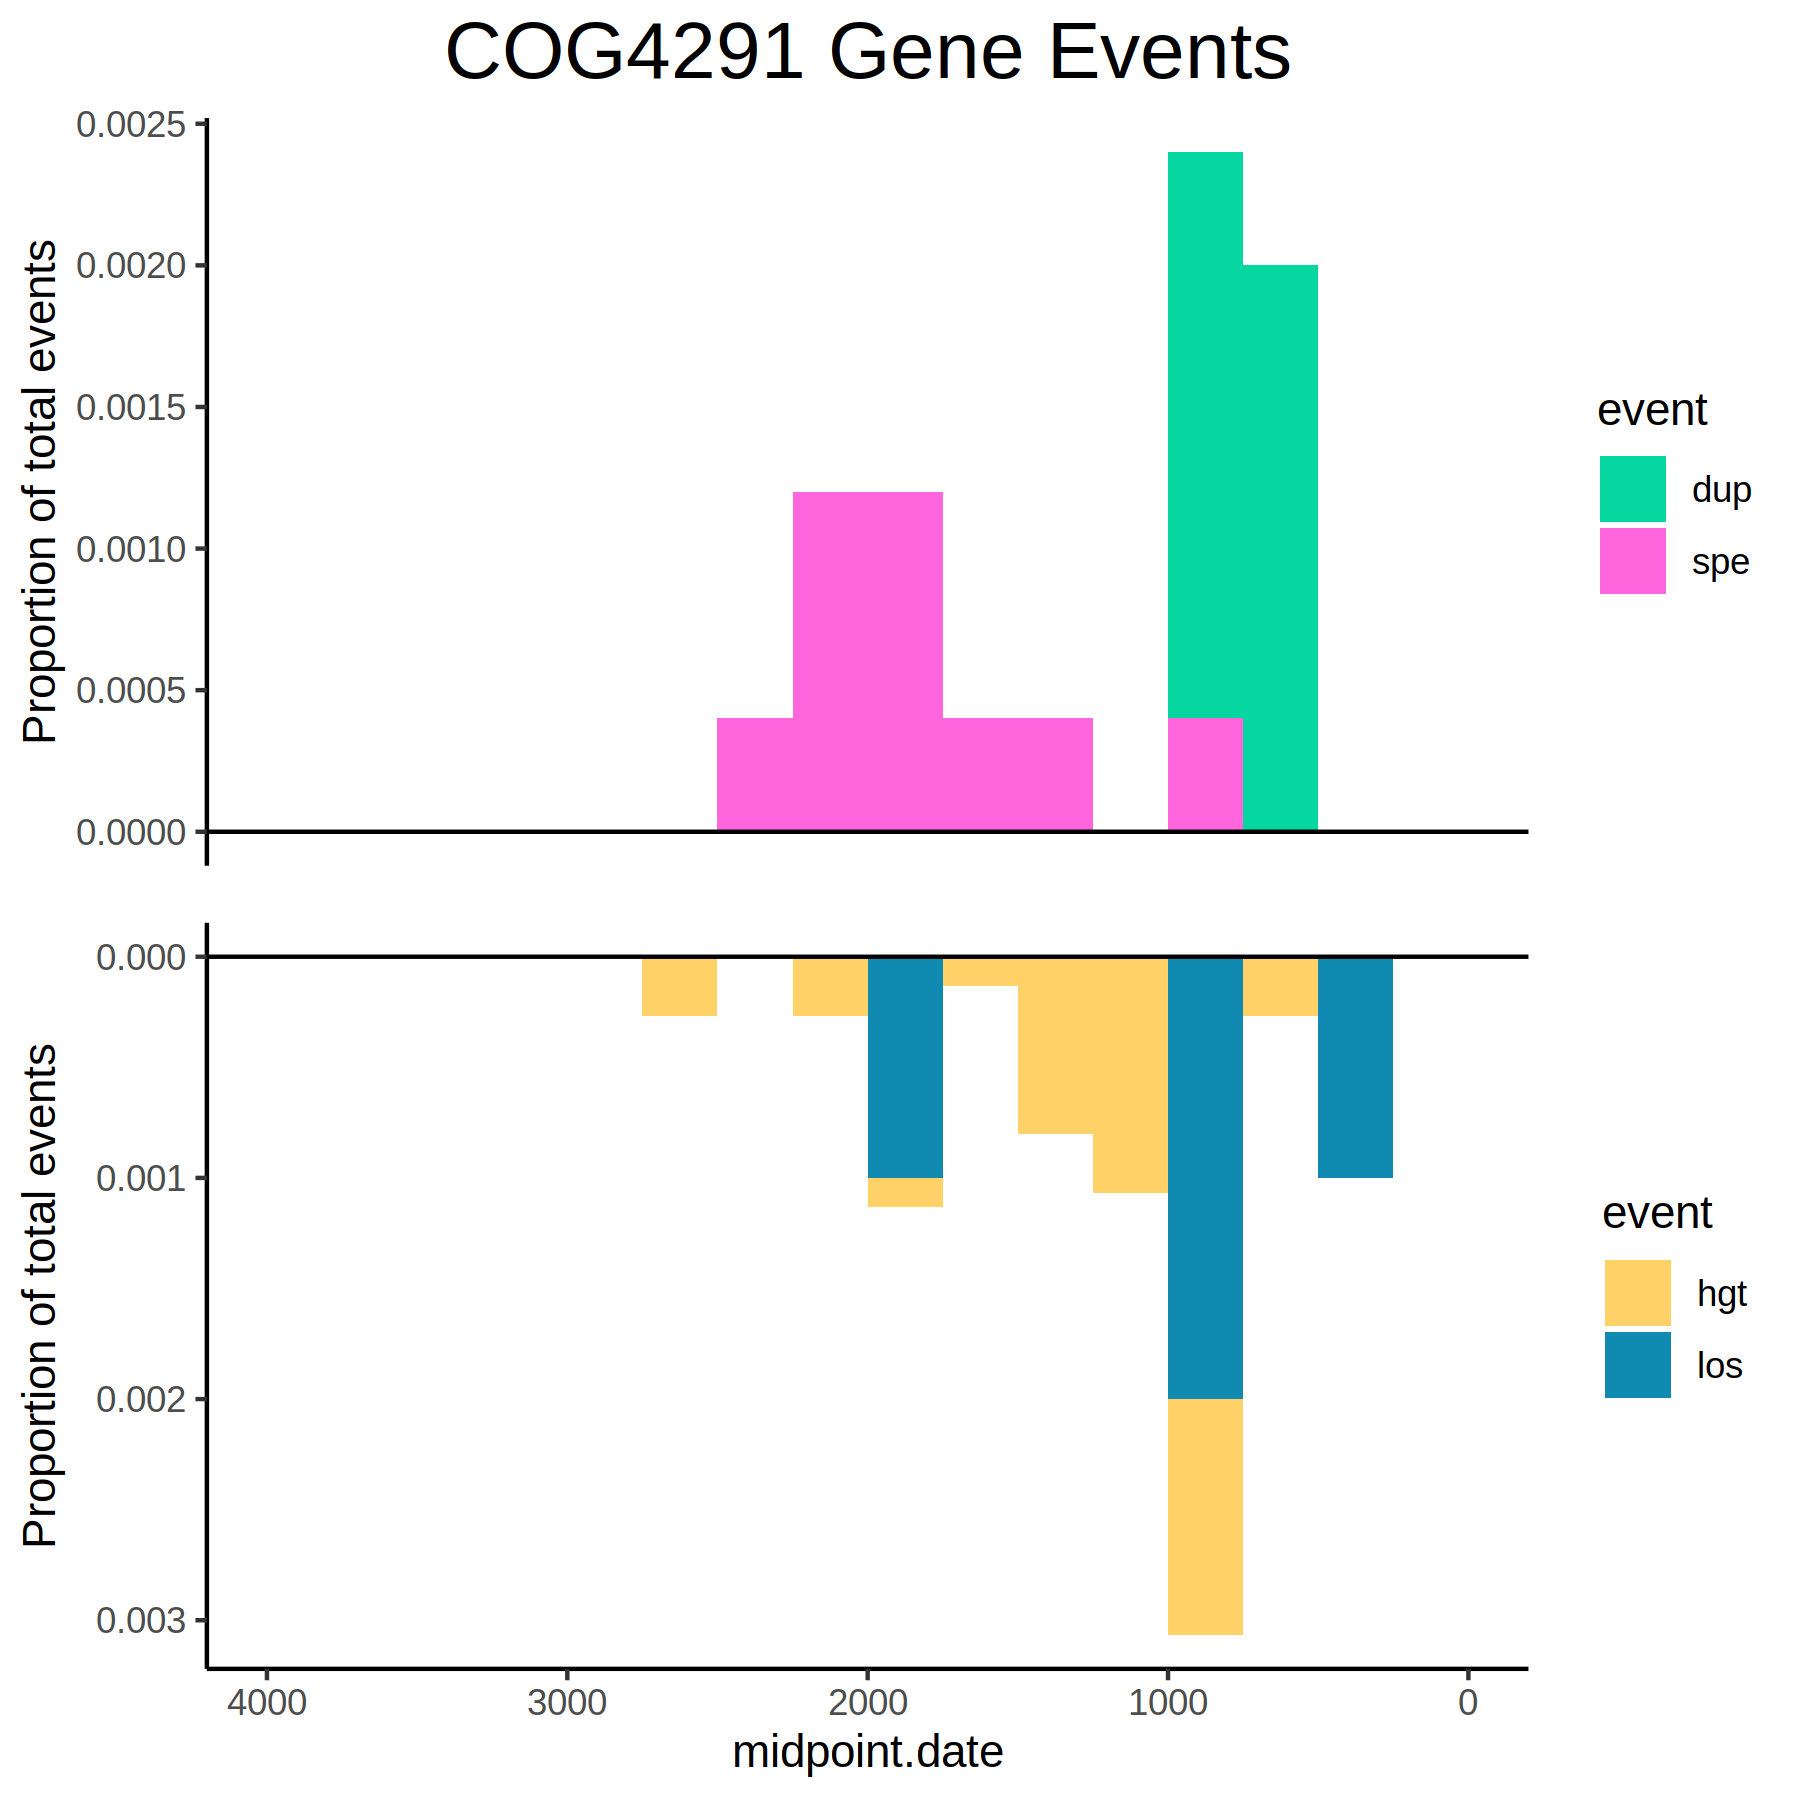 COG4291 Gene Events
Proportion of total events
0.0025
0.0020
0.0015
0.0010
0.0005
0.0000
event
dup
spe
Proportion of total events
0.000
0.001
0.002
0.003
event
hgt
los
4000 3000 2000 1000 0
midpoint.date